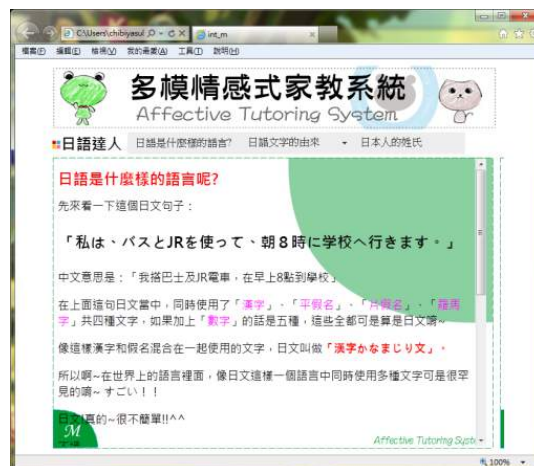 C:\Users\chibiyasul
int_m
檔案(F) 編輯(E) 檢視(V) 我的最愛(A) 工具(T) 說明(H)
多模情感式家教系統
Affective Tutoring System
日語達人 日語是什麼樣的語言? 日語文字的由來 日本人的姓氏
日語是什麼樣的語言呢?
先來看一下這個日文句子：
「私は、バスとJRを使って、朝８時に学校へ行きます。」
中文意思是：「我搭巴士及JR電車，在早上8點到學校」
在上面這句日文當中，同時使用了「漢字」、「平假名」、「片假名」、「羅馬
字」共四種文字，如果加上「數字」的話是五種，這些全都可是算是日文唷~
像這樣漢字和假名混合在一起使用的文字，日文叫做「漢字かなまじり文」。
所以啊~在世界上的語言裡面，像日文這樣一個語言中同時使用多種文字可是很罕
見的唷~ すごい！！
日文!真的~很不簡單!!^^
M
Affective Tutoring Syst
100%